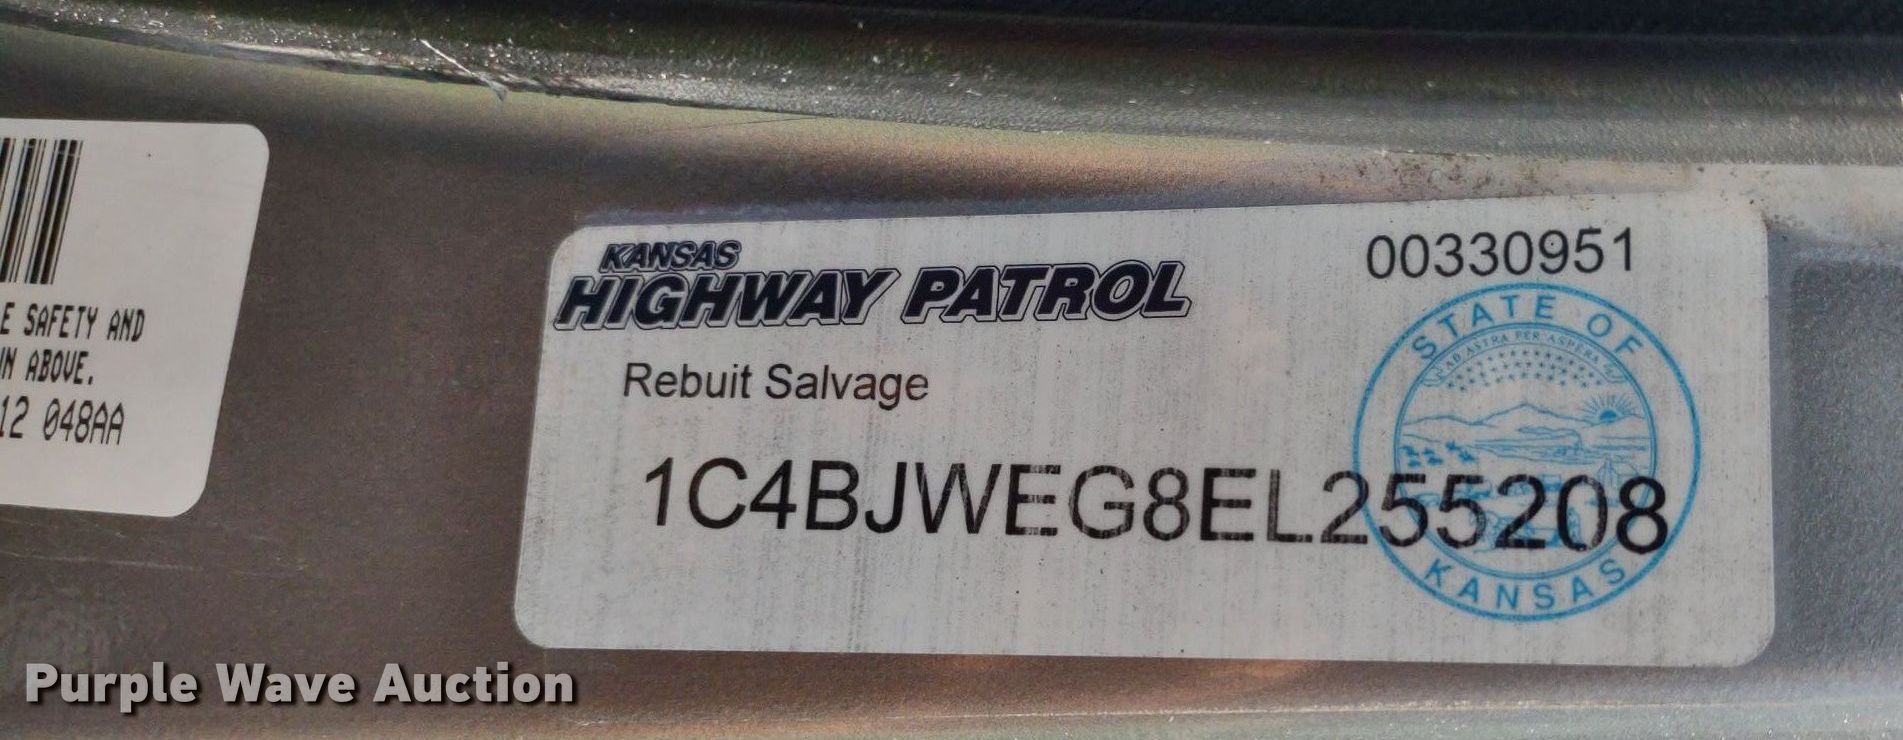 E SAFETY AND
N ABOVE.
12 048AA
KANSAS
HIGHWAY PATROL
00330951
Rebuit Salvage
1C4BJWEG8EL255208
STATE OF
AD ASTRA PER ASPERA
KANSAS
Purple Wave Auction